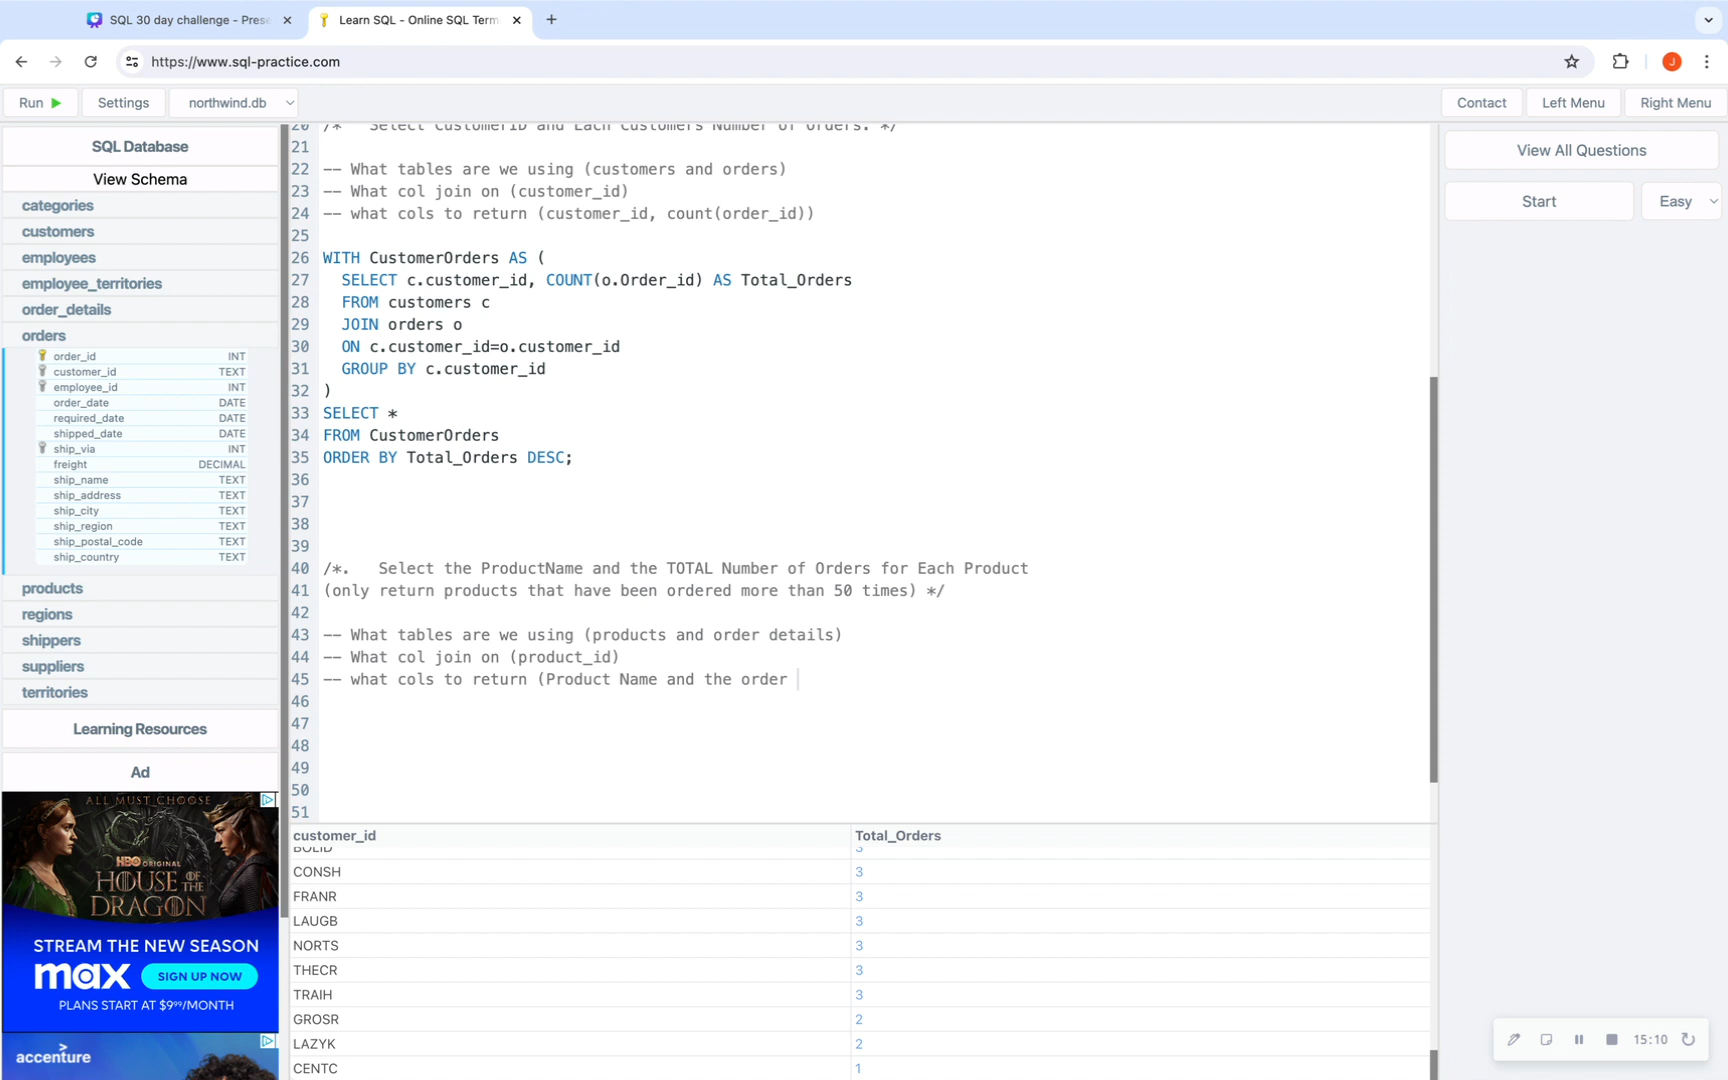 SQL 30 day challenge - Prese
Learn SQL - Online SQL Term
https://www.sql-practice.com
J
Run
Settings
northwind.db
Contact
Left Menu
Right Menu
SQL Database
View Schema
categories
customers
employees
employee_territories
order_details
orders
order_id INT
customer_id TEXT
employee_id INT
order_date DATE
required_date DATE
shipped_date DATE
ship_via INT
freight DECIMAL
ship_name TEXT
ship_address TEXT
ship_city TEXT
ship_region TEXT
ship_postal_code TEXT
ship_country TEXT
products
regions
shippers
suppliers
territories
Learning Resources
Ad
ALL MUST CHOOSE
HBO ORIGINAL
HOUSE OF THE
DRAGON
STREAM THE NEW SEASON
max SIGN UP NOW
PLANS START AT $9.99/MONTH
accenture
20 /* Select CustomerID and Each Customers Number of Orders. */
21
22 -- What tables are we using (customers and orders)
23 -- What col join on (customer_id)
24 -- what cols to return (customer_id, count(order_id))
25
26 WITH CustomerOrders AS (
27 SELECT c.customer_id, COUNT(o.Order_id) AS Total_Orders
28 FROM customers c
29 JOIN orders o
30 ON c.customer_id=o.customer_id
31 GROUP BY c.customer_id
32 )
33 SELECT *
34 FROM CustomerOrders
35 ORDER BY Total_Orders DESC;
36
37
38
39
40 /*. Select the ProductName and the TOTAL Number of Orders for Each Product
41 (only return products that have been ordered more than 50 times) */
42
43 -- What tables are we using (products and order details)
44 -- What col join on (product_id)
45 -- what cols to return (Product Name and the order
46
47
48
49
50
51
customer_id Total_Orders
BOLID 3
CONSH 3
FRANR 3
LAUGB 3
NORTS 3
THECR 3
TRAIH 3
GROSR 2
LAZYK 2
CENTC 1
View All Questions
Start
Easy
15:10